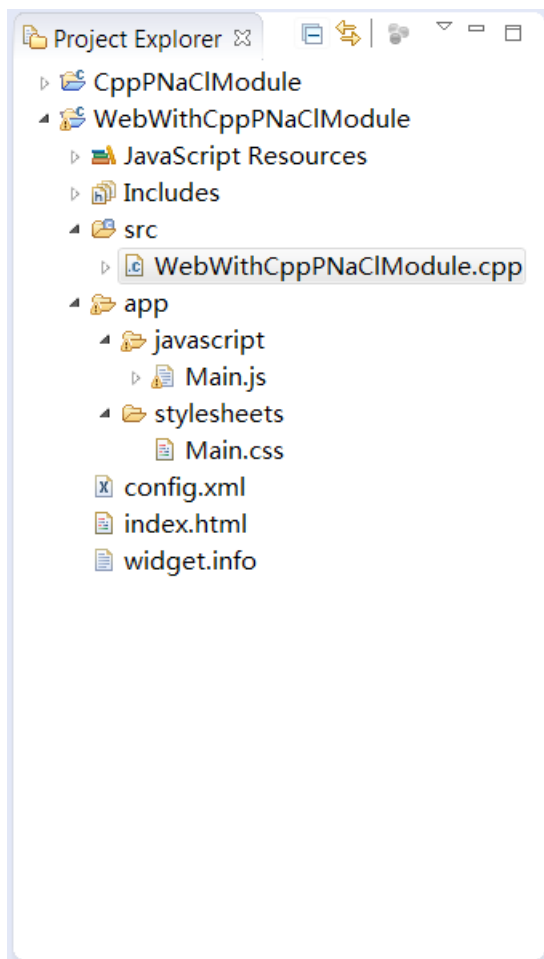 Project Explorer
CppPNaClModule
WebWithCppPNaClModule
JavaScript Resources
Includes
src
WebWithCppPNaClModule.cpp
app
javascript
Main.js
stylesheets
Main.css
config.xml
index.html
widget.info